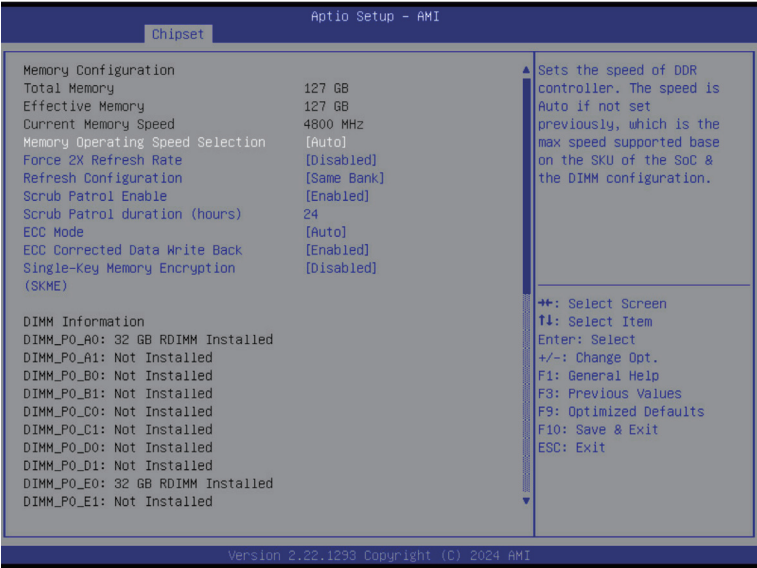 Aptio Setup – AMI
Chipset
Memory Configuration
Total Memory 127 GB
Effective Memory 127 GB
Current Memory Speed 4800 MHz
Memory Operating Speed Selection [Auto]
Force 2X Refresh Rate [Disabled]
Refresh Configuration [Same Bank]
Scrub Patrol Enable [Enabled]
Scrub Patrol duration (hours) 24
ECC Mode [Auto]
ECC Corrected Data Write Back [Enabled]
Single-Key Memory Encryption [Disabled]
(SKME)
DIMM Information
DIMM_P0_A0: 32 GB RDIMM Installed
DIMM_P0_A1: Not Installed
DIMM_P0_B0: Not Installed
DIMM_P0_B1: Not Installed
DIMM_P0_C0: Not Installed
DIMM_P0_C1: Not Installed
DIMM_P0_D0: Not Installed
DIMM_P0_D1: Not Installed
DIMM_P0_E0: 32 GB RDIMM Installed
DIMM_P0_E1: Not Installed
Sets the speed of DDR
controller. The speed is
Auto if not set
previously, which is the
max speed supported base
on the SKU of the SoC &
the DIMM configuration.
→←: Select Screen
↑↓: Select Item
Enter: Select
+/-: Change Opt.
F1: General Help
F3: Previous Values
F9: Optimized Defaults
F10: Save & Exit
ESC: Exit
Version 2.22.1293 Copyright (C) 2024 AMI